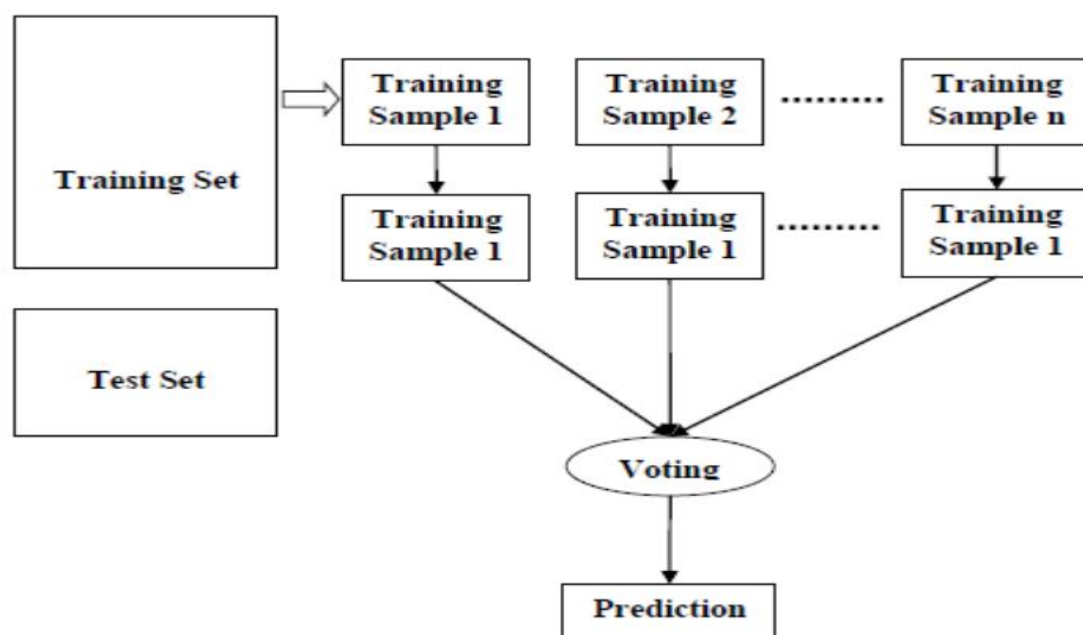 Training Set
Training
Sample 1
Training
Sample 2
Training
Sample n
Training
Sample 1
Training
Sample 1
Training
Sample 1
Test Set
Voting
Prediction